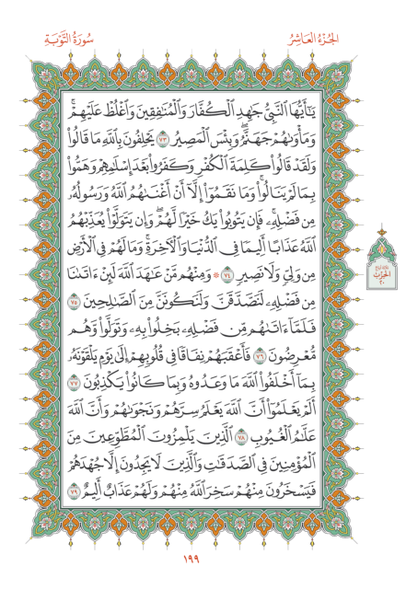 الجُزْءُ العَاشِرُ
سُورَةُ التَّوْبَةِ
يَٰٓأَيُّهَا ٱلنَّبِيُّ جَٰهِدِ ٱلۡكُفَّارَ وَٱلۡمُنَٰفِقِينَ وَٱغۡلُظۡ عَلَيۡهِمۡۚ
وَمَأۡوَىٰهُمۡ جَهَنَّمُۖ وَبِئۡسَ ٱلۡمَصِيرُ ٧٣ يَحۡلِفُونَ بِٱللَّهِ مَا قَالُواْ
وَلَقَدۡ قَالُواْ كَلِمَةَ ٱلۡكُفۡرِ وَكَفَرُواْ بَعۡدَ إِسۡلَٰمِهِمۡ وَهَمُّواْ
بِمَا لَمۡ يَنَالُواْۚ وَمَا نَقَمُوٓاْ إِلَّآ أَنۡ أَغۡنَىٰهُمُ ٱللَّهُ وَرَسُولُهُۥ
مِن فَضۡلِهِۦۚ فَإِن يَتُوبُواْ يَكُ خَيۡرٗا لَّهُمۡۖ وَإِن يَتَوَلَّوۡاْ يُعَذِّبۡهُمُ
ٱللَّهُ عَذَابًا أَلِيمٗا فِي ٱلدُّنۡيَا وَٱلۡأٓخِرَةِۚ وَمَا لَهُمۡ فِي ٱلۡأَرۡضِ
مِن وَلِيّٖ وَلَا نَصِيرٖ ٧٤ ۞ وَمِنۡهُم مَّنۡ عَٰهَدَ ٱللَّهَ لَئِنۡ ءَاتَىٰنَا
مِن فَضۡلِهِۦ لَنَصَّدَّقَنَّ وَلَنَكُونَنَّ مِنَ ٱلصَّٰلِحِينَ ٧٥
فَلَمَّآ ءَاتَىٰهُم مِّن فَضۡلِهِۦ بَخِلُواْ بِهِۦ وَتَوَلَّواْ وَّهُم
مُّعۡرِضُونَ ٧٦ فَأَعۡقَبَهُمۡ نِفَاقٗا فِي قُلُوبِهِمۡ إِلَىٰ يَوۡمِ يَلۡقَوۡنَهُۥ
بِمَآ أَخۡلَفُواْ ٱللَّهَ مَا وَعَدُوهُ وَبِمَا كَانُواْ يَكۡذِبُونَ ٧٧
أَلَمۡ يَعۡلَمُوٓاْ أَنَّ ٱللَّهَ يَعۡلَمُ سِرَّهُمۡ وَنَجۡوَىٰهُمۡ وَأَنَّ ٱللَّهَ
عَلَّٰمُ ٱلۡغُيُوبِ ٧٨ ٱلَّذِينَ يَلۡمِزُونَ ٱلۡمُطَّوِّعِينَ مِنَ
ٱلۡمُؤۡمِنِينَ فِي ٱلصَّدَقَٰتِ وَٱلَّذِينَ لَا يَجِدُونَ إِلَّا جُهۡدَهُمۡ
فَيَسۡخَرُونَ مِنۡهُمۡ سَخِرَ ٱللَّهُ مِنۡهُمۡ وَلَهُمۡ عَذَابٌ أَلِيمٌ ٧٩
١٩٩